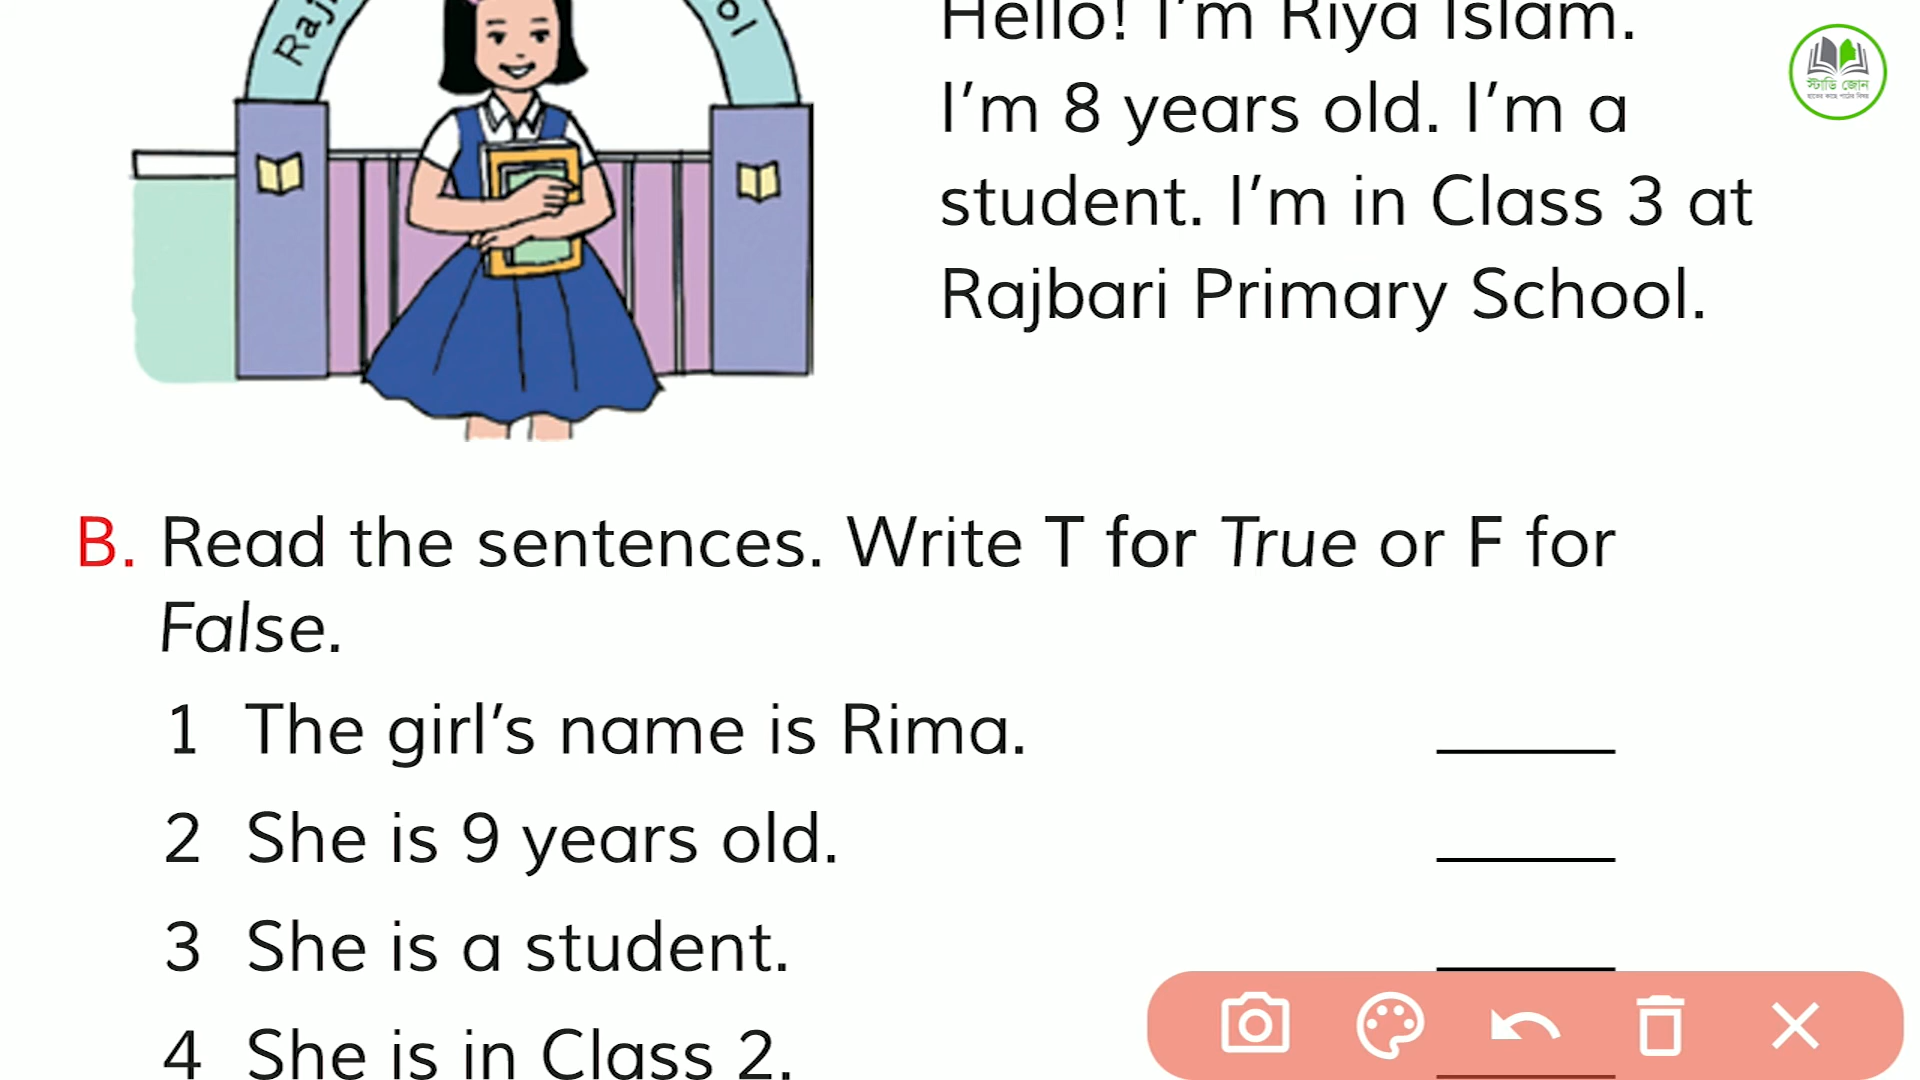 Hello! I'm Riya Islam.
I'm 8 years old. I'm a
student. I'm in Class 3 at
Rajbari Primary School.
স্টাডি জোন
B. Read the sentences. Write T for True or F for
False.
1 The girl's name is Rima.
2 She is 9 years old.
3 She is a student.
4 She is in Class 2.